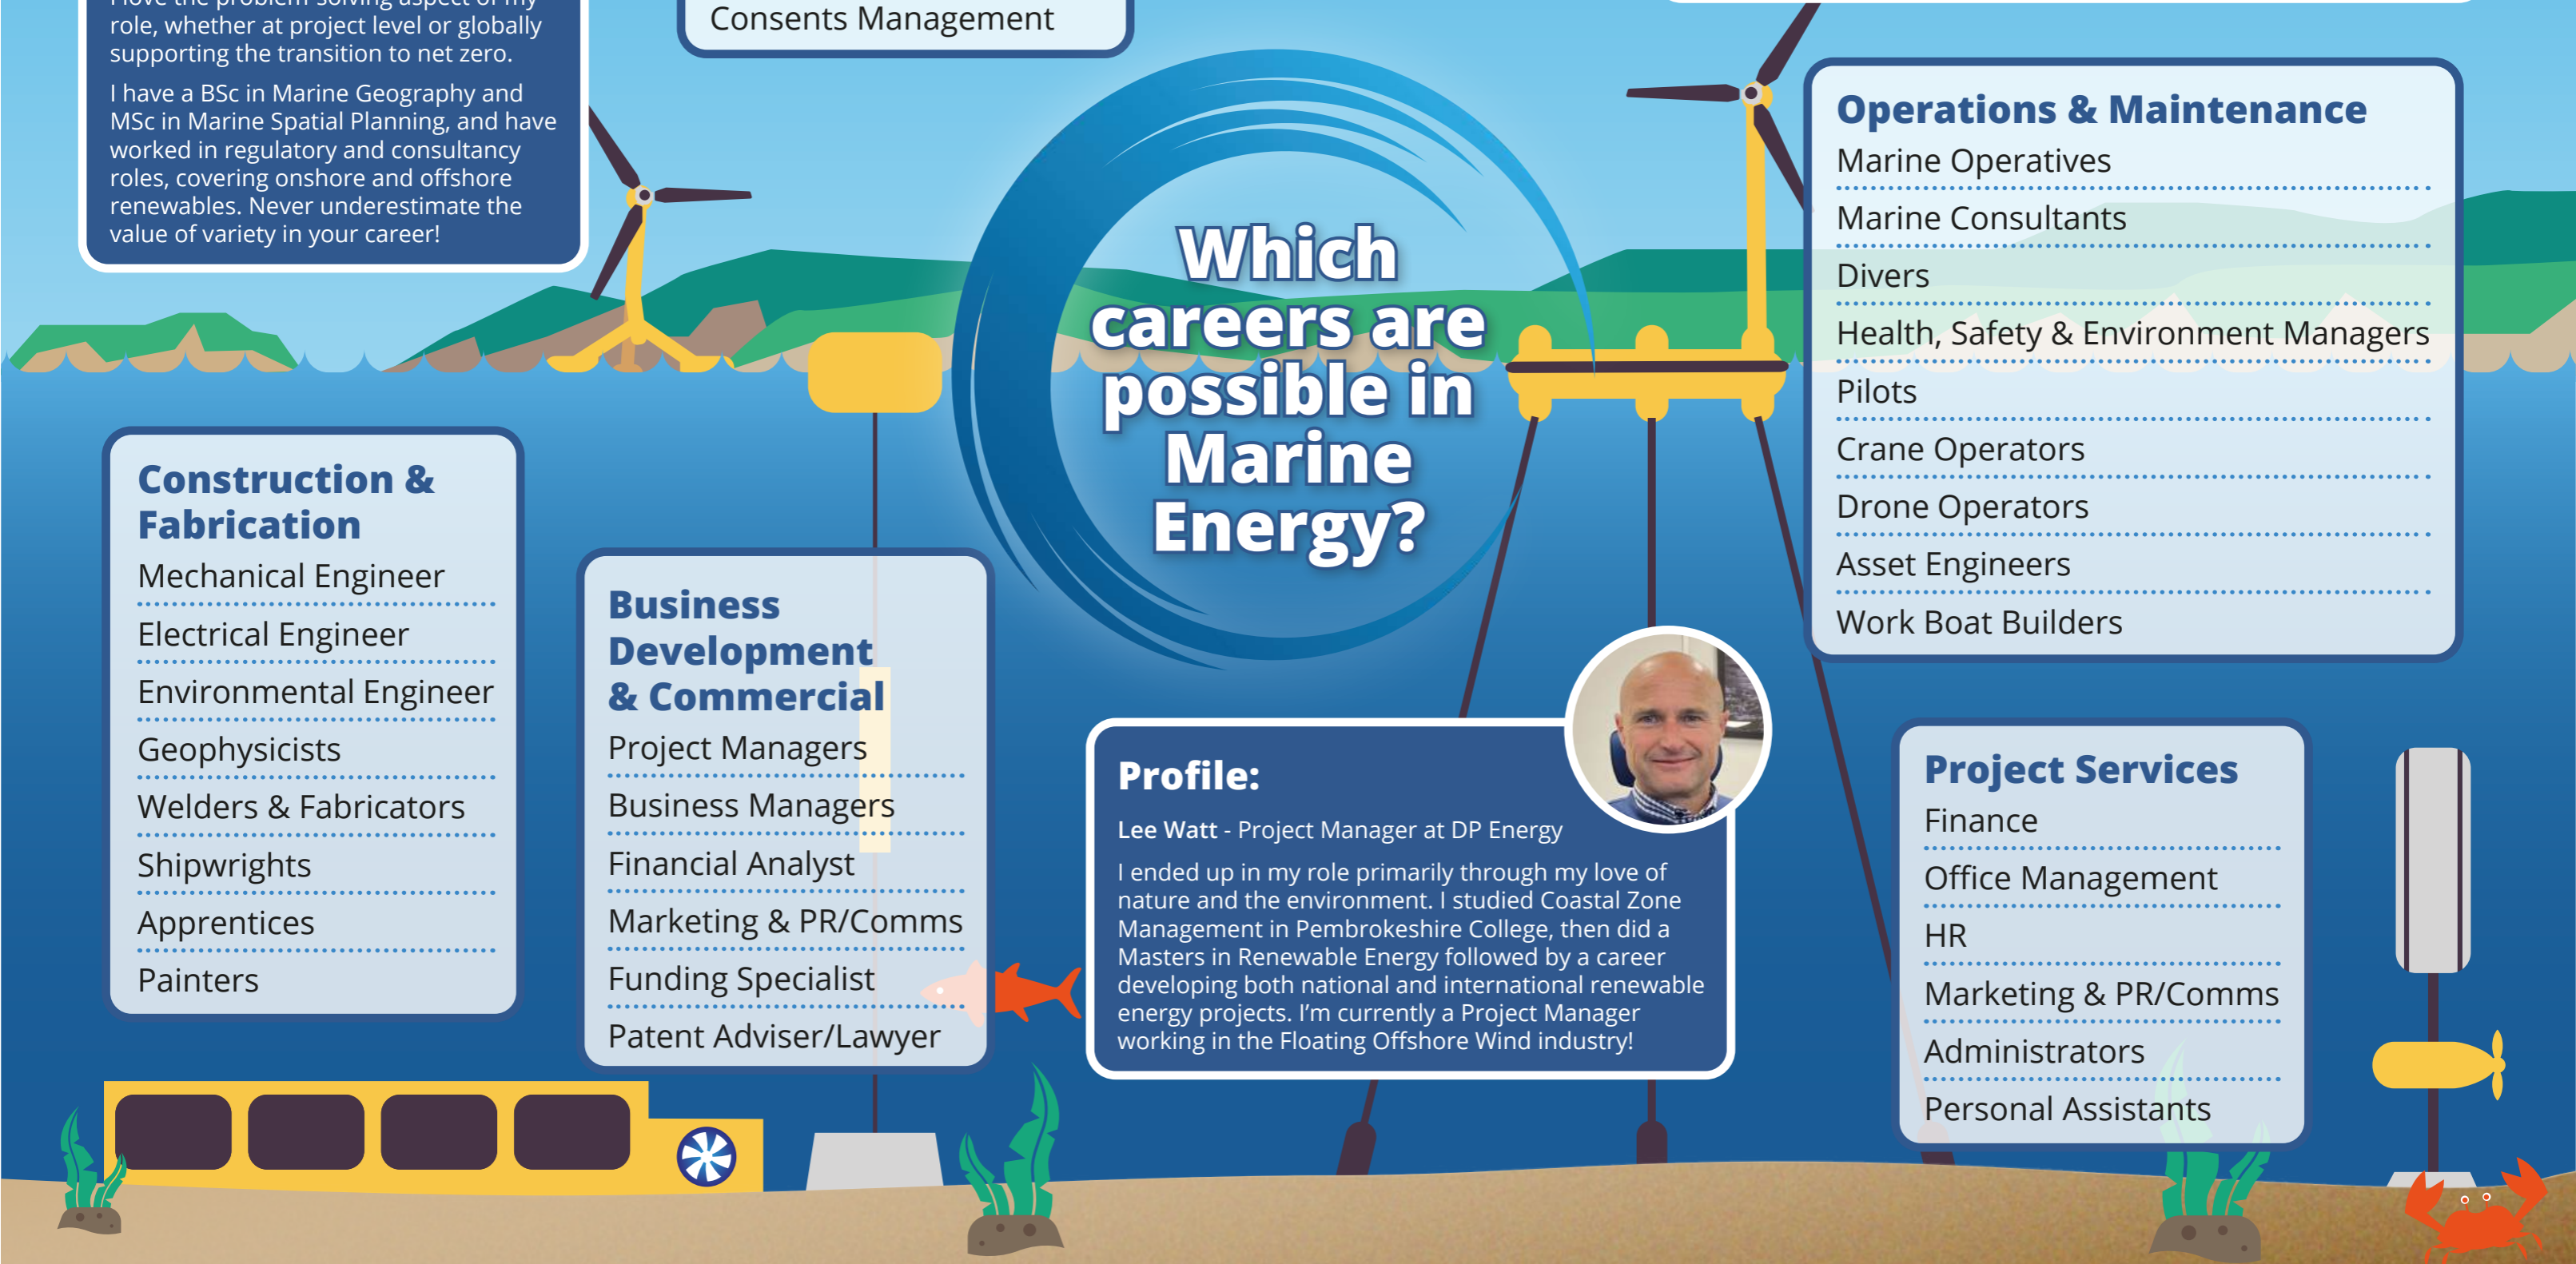 I love the problem-solving aspect of my
role, whether at project level or globally
supporting the transition to net zero.
I have a BSc in Marine Geography and
MSc in Marine Spatial Planning, and have
worked in regulatory and consultancy
roles, covering onshore and offshore
renewables. Never underestimate the
value of variety in your career!
Consents Management
Which
careers are
possible in
Marine
Energy?
Operations & Maintenance
Marine Operatives
Marine Consultants
Divers
Health, Safety & Environment Managers
Pilots
Crane Operators
Drone Operators
Asset Engineers
Work Boat Builders
Construction &
Fabrication
Mechanical Engineer
Electrical Engineer
Environmental Engineer
Geophysicists
Welders & Fabricators
Shipwrights
Apprentices
Painters
Business
Development
& Commercial
Project Managers
Business Managers
Financial Analyst
Marketing & PR/Comms
Funding Specialist
Patent Adviser/Lawyer
Profile:
Lee Watt - Project Manager at DP Energy
I ended up in my role primarily through my love of
nature and the environment. I studied Coastal Zone
Management in Pembrokeshire College, then did a
Masters in Renewable Energy followed by a career
developing both national and international renewable
energy projects. I'm currently a Project Manager
working in the Floating Offshore Wind industry!
Project Services
Finance
Office Management
HR
Marketing & PR/Comms
Administrators
Personal Assistants